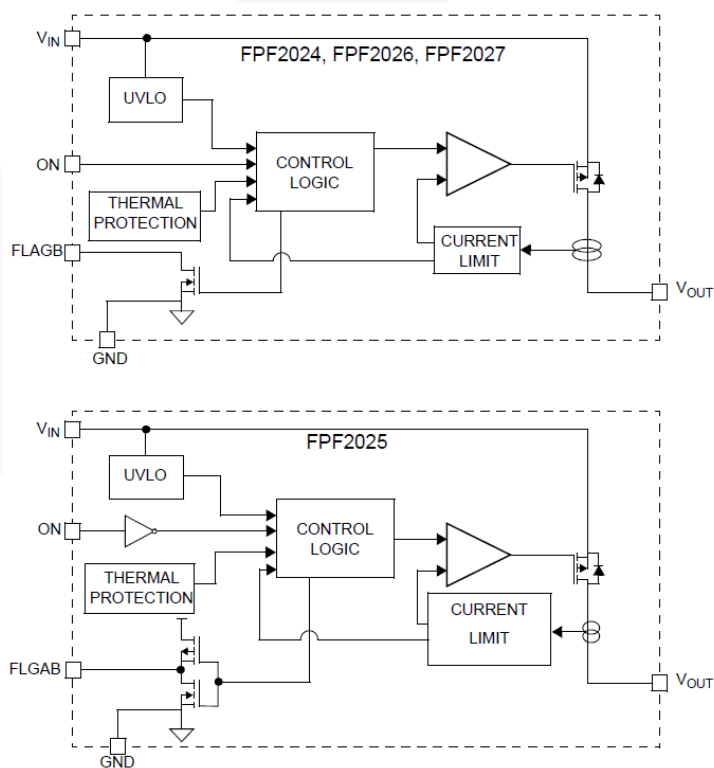 VIN
FPF2024, FPF2026, FPF2027
UVLO
ON
CONTROL
LOGIC
THERMAL
PROTECTION
FLAGB
CURRENT
LIMIT
VOUT
GND
VIN
FPF2025
UVLO
ON
CONTROL
LOGIC
THERMAL
PROTECTION
CURRENT
LIMIT
FLGAB
VOUT
GND